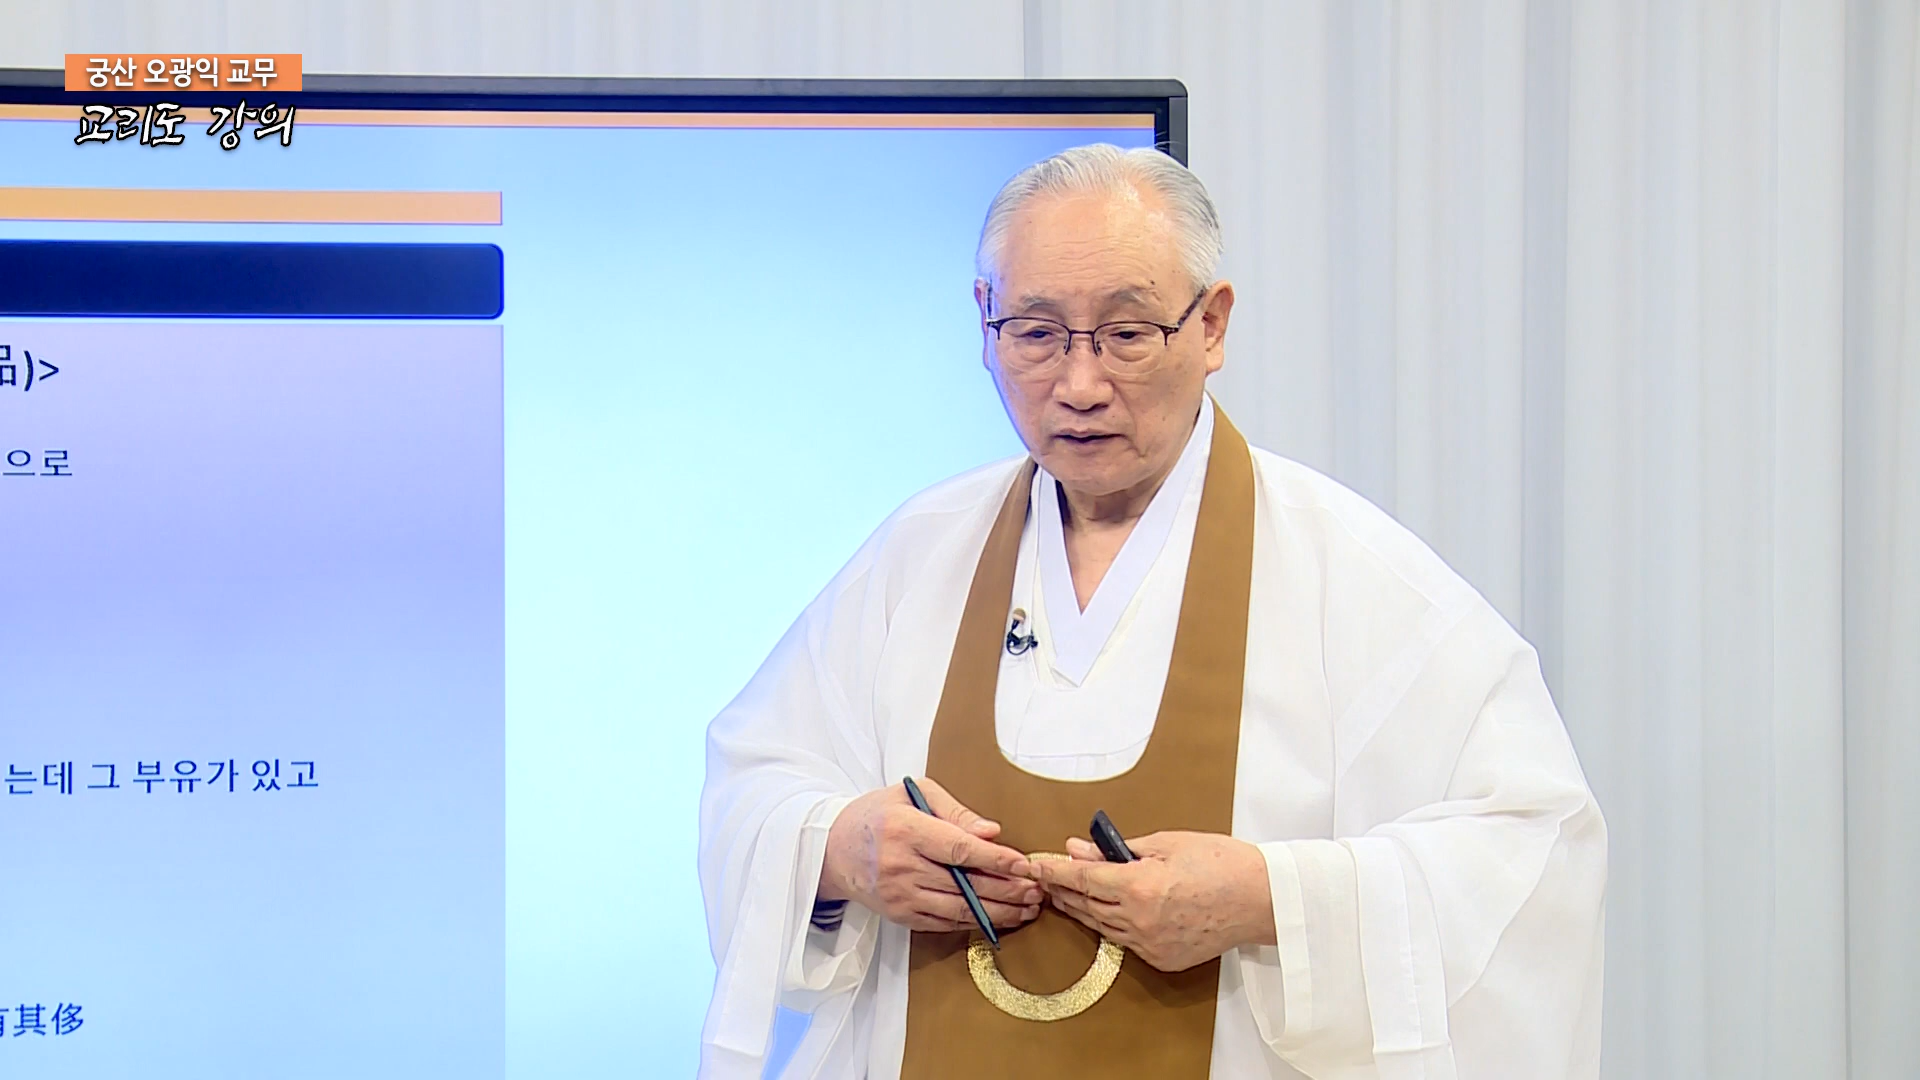 궁산 오광익 교무
교리도 강의
品)>
으로
는데 그 부유가 있고
有其侈